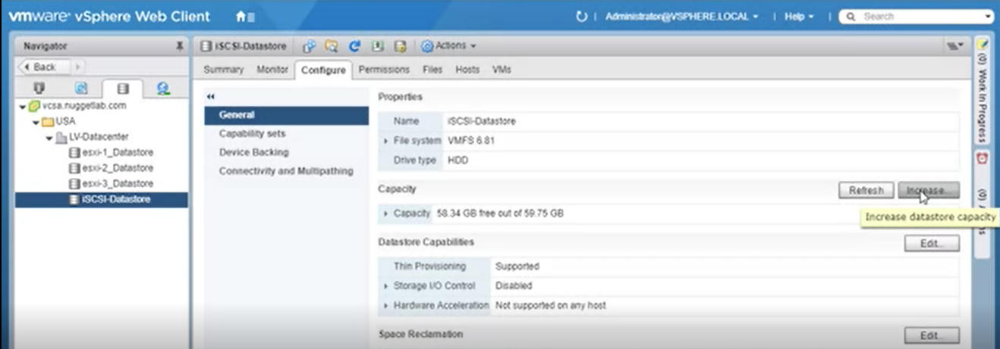 vmware® vSphere Web Client
Administrator@VSPHERE.LOCAL
Help
Search
Navigator
Back
vcsa.nuggetlab.com
USA
LV-Datacenter
esxi-1_Datastore
esxi-2_Datastore
esxi-3_Datastore
iSCSI-Datastore
iSCSI-Datastore
Actions
Summary Monitor Configure Permissions Files Hosts VMs
General
Capability sets
Device Backing
Connectivity and Multipathing
Properties
Name iSCSI-Datastore
File system VMFS 6.81
Drive type HDD
Capacity Refresh Increase...
Capacity 58.34 GB free out of 59.75 GB
Increase datastore capacity
Datastore Capabilities Edit...
Thin Provisioning Supported
Storage I/O Control Disabled
Hardware Acceleration Not supported on any host
Space Reclamation Edit...
(0) Work In Progress
(0)